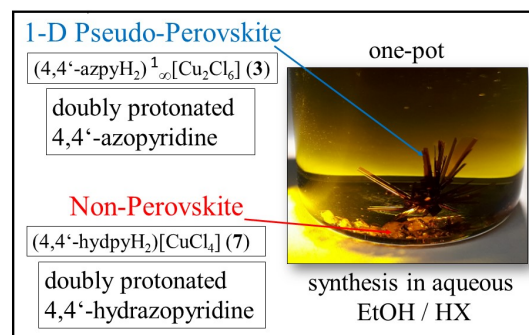 1-D Pseudo-Perovskite
(4,4‘-azpyH₂)¹∞[Cu₂Cl₆] (3)
doubly protonated
4,4‘-azopyridine
Non-Perovskite
(4,4‘-hydpyH₂)[CuCl₄] (7)
doubly protonated
4,4‘-hydrazopyridine
one-pot
synthesis in aqueous
EtOH / HX